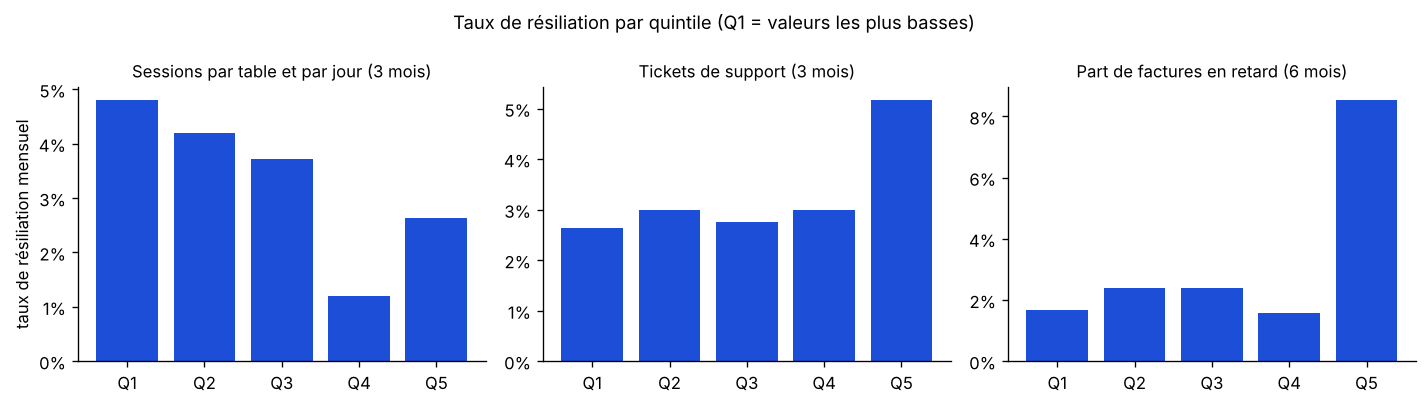 Taux de résiliation par quintile (Q1 = valeurs les plus basses)
Sessions par table et par jour (3 mois)
taux de résiliation mensuel
5%
4%
3%
2%
1%
0%
Q1 Q2 Q3 Q4 Q5
Tickets de support (3 mois)
5%
4%
3%
2%
1%
0%
Q1 Q2 Q3 Q4 Q5
Part de factures en retard (6 mois)
8%
6%
4%
2%
0%
Q1 Q2 Q3 Q4 Q5